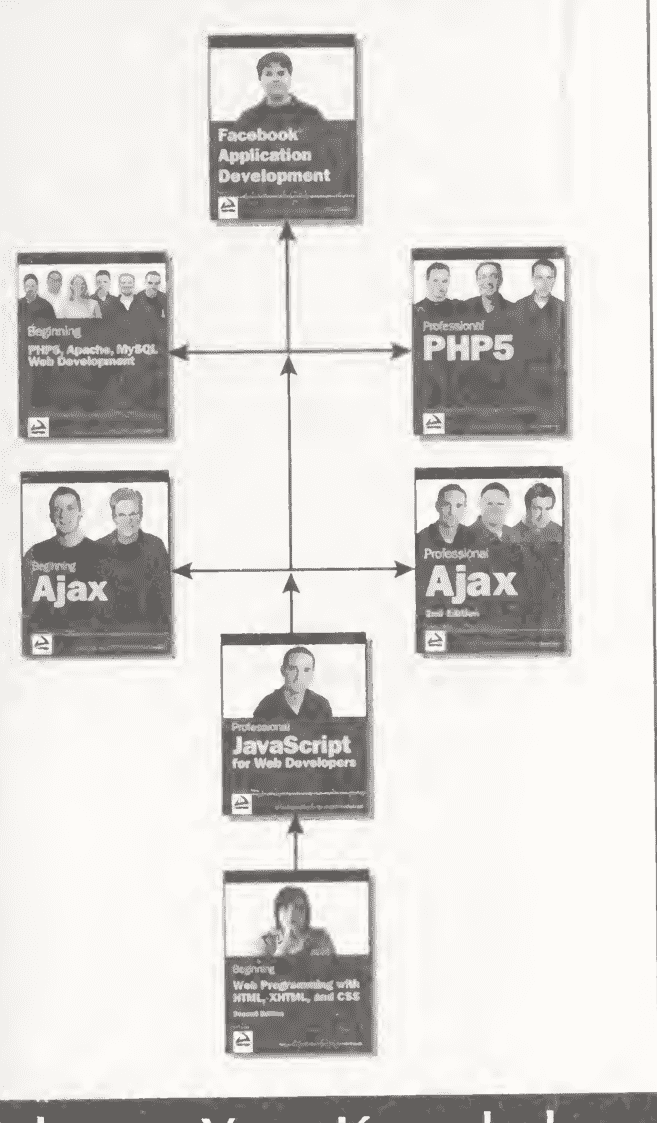 Facebook
Application
Development
Beginning
PHP5, Apache, MySQL
Web Development
Professional
PHP5
Beginning
Ajax
Professional
Ajax
2nd Edition
Professional
JavaScript
for Web Developers
Beginning
Web Programming with
HTML, XHTML, and CSS
Second Edition